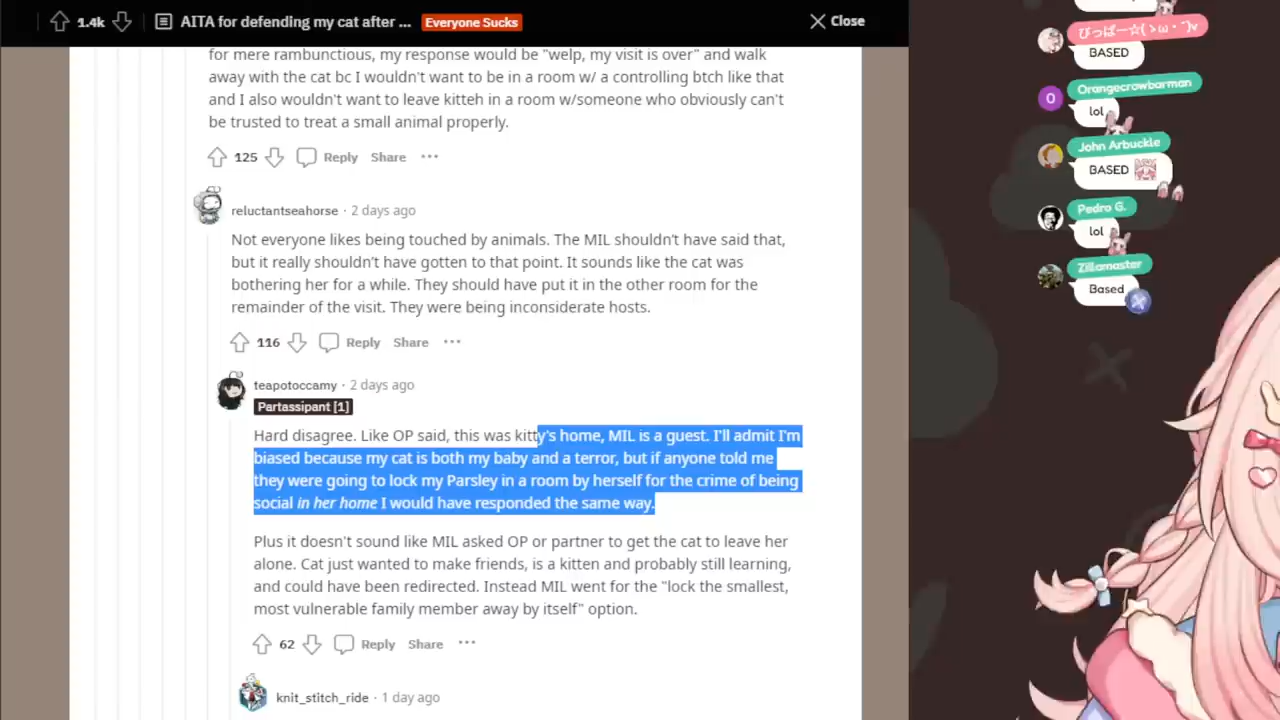 1.4k
AITA for defending my cat after ...
Everyone Sucks
Close
for mere rambunctious, my response would be "welp, my visit is over" and walk
away with the cat bc I wouldn't want to be in a room w/ a controlling btch like that
and I also wouldn't want to leave kitteh in a room w/someone who obviously can't
be trusted to treat a small animal properly.
125 Reply Share ···
reluctantseahorse · 2 days ago
Not everyone likes being touched by animals. The MIL shouldn't have said that,
but it really shouldn't have gotten to that point. It sounds like the cat was
bothering her for a while. They should have put it in the other room for the
remainder of the visit. They were being inconsiderate hosts.
116 Reply Share ···
teapotoccamy · 2 days ago
Partassipant [1]
Hard disagree. Like OP said, this was kitty's home, MIL is a guest. I'll admit I'm
biased because my cat is both my baby and a terror, but if anyone told me
they were going to lock my Parsley in a room by herself for the crime of being
social in her home I would have responded the same way.
Plus it doesn't sound like MIL asked OP or partner to get the cat to leave her
alone. Cat just wanted to make friends, is a kitten and probably still learning,
and could have been redirected. Instead MIL went for the "lock the smallest,
most vulnerable family member away by itself" option.
62 Reply Share ···
knit_stitch_ride · 1 day ago
BASED
O
Orangecrowbarman
lol
John Arbuckle
BASED
Pedro G.
lol
Zillamaster
Based